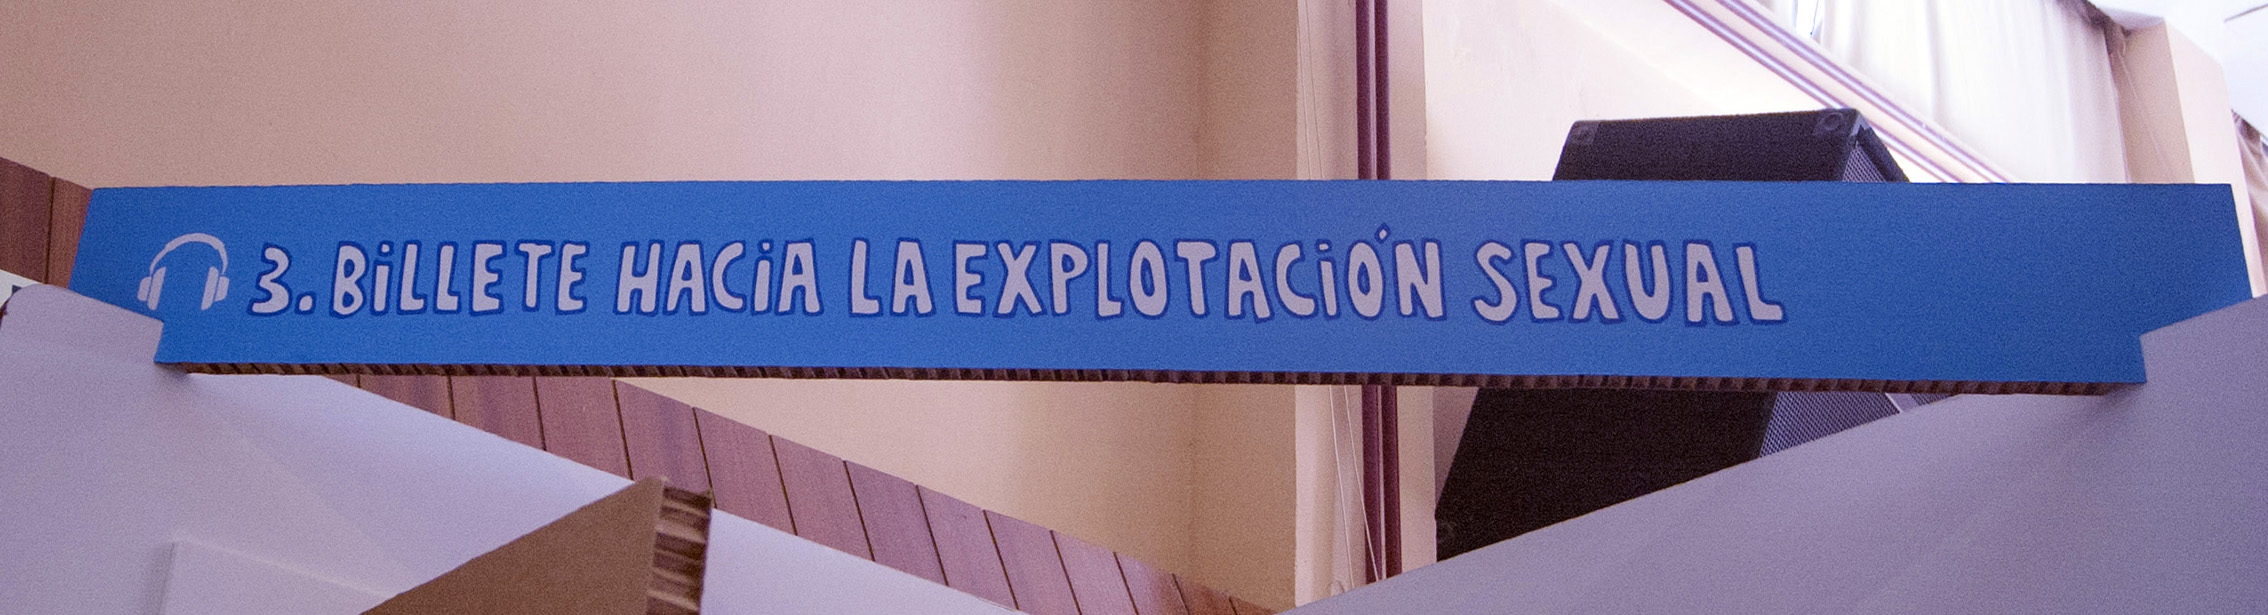 3. BiLLETE HACiA LA EXPLOTACiÓN SEXUAL